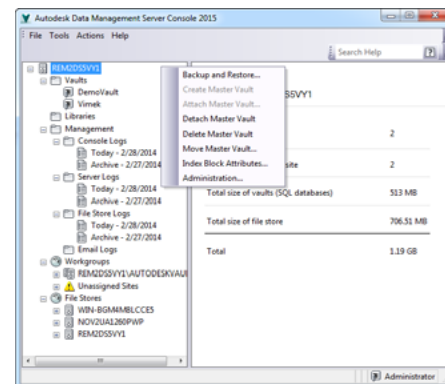 Autodesk Data Management Server Console 2015
File Tools Actions Help
Search Help
REM2DS5VY1
Vaults
DemoVault
Vimek
Libraries
Management
Console Logs
Today - 2/28/2014
Archive - 2/27/2014
Server Logs
Today - 2/28/2014
Archive - 2/27/2014
File Store Logs
Today - 2/28/2014
Archive - 2/27/2014
Email Logs
Workgroups
REM2DS5VY1\AUTODESKVAU
Unassigned Sites
File Stores
WIN-BGM4MBLCCE5
NOV2UA1260PWP
REM2DS5VY1
Backup and Restore...
Create Master Vault
Attach Master Vault...
Detach Master Vault
Delete Master Vault
Move Master Vault...
Index Block Attributes...
Administration...
S5VY1
2
site 2
Total size of vaults (SQL databases) 513 MB
Total size of file store 706.51 MB
Total 1.19 GB
Administrator